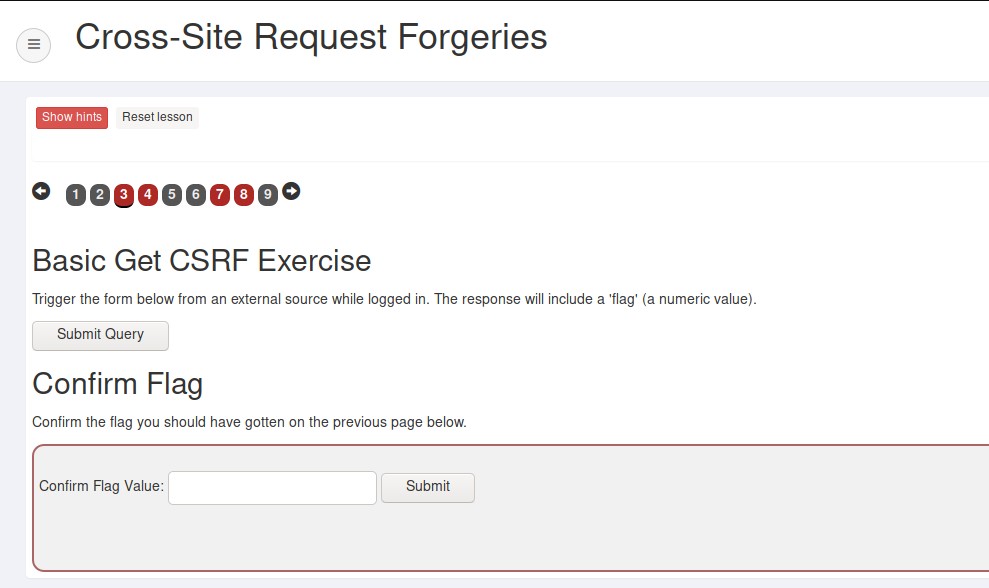 Cross-Site Request Forgeries
Show hints Reset lesson
1 2 3 4 5 6 7 8 9
Basic Get CSRF Exercise
Trigger the form below from an external source while logged in. The response will include a 'flag' (a numeric value).
Submit Query
Confirm Flag
Confirm the flag you should have gotten on the previous page below.
Confirm Flag Value: Submit